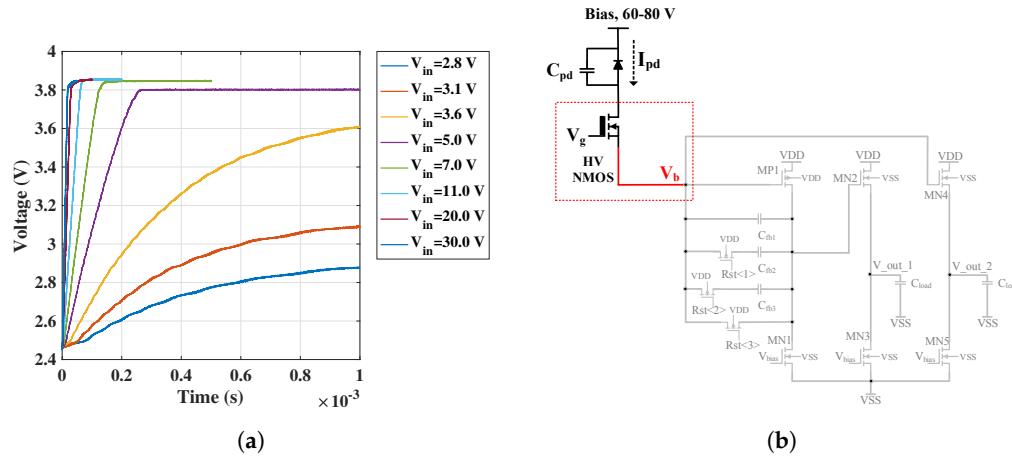 4
3.8
3.6
3.4
3.2
3
2.8
2.6
2.4
Voltage (V)
0
0.2
0.4
0.6
0.8
1
Time (s)
×10⁻³
V_in=2.8 V
V_in=3.1 V
V_in=3.6 V
V_in=5.0 V
V_in=7.0 V
V_in=11.0 V
V_in=20.0 V
V_in=30.0 V
(a)
Bias, 60-80 V
C_pd
I_pd
V_g
HV
NMOS
V_b
VDD
MP1
VDD
VDD
MN2
VSS
VDD
VSS
MN4
C_fb1
VDD
C_fb2
Rst<1>
VDD
C_fb3
Rst<2>
VDD
Rst<3>
V_out_1
C_load
VSS
V_out_2
VSS
MN1
V_bias
VSS
MN3
V_bias
VSS
MN5
V_bias
VSS
VSS
(b)